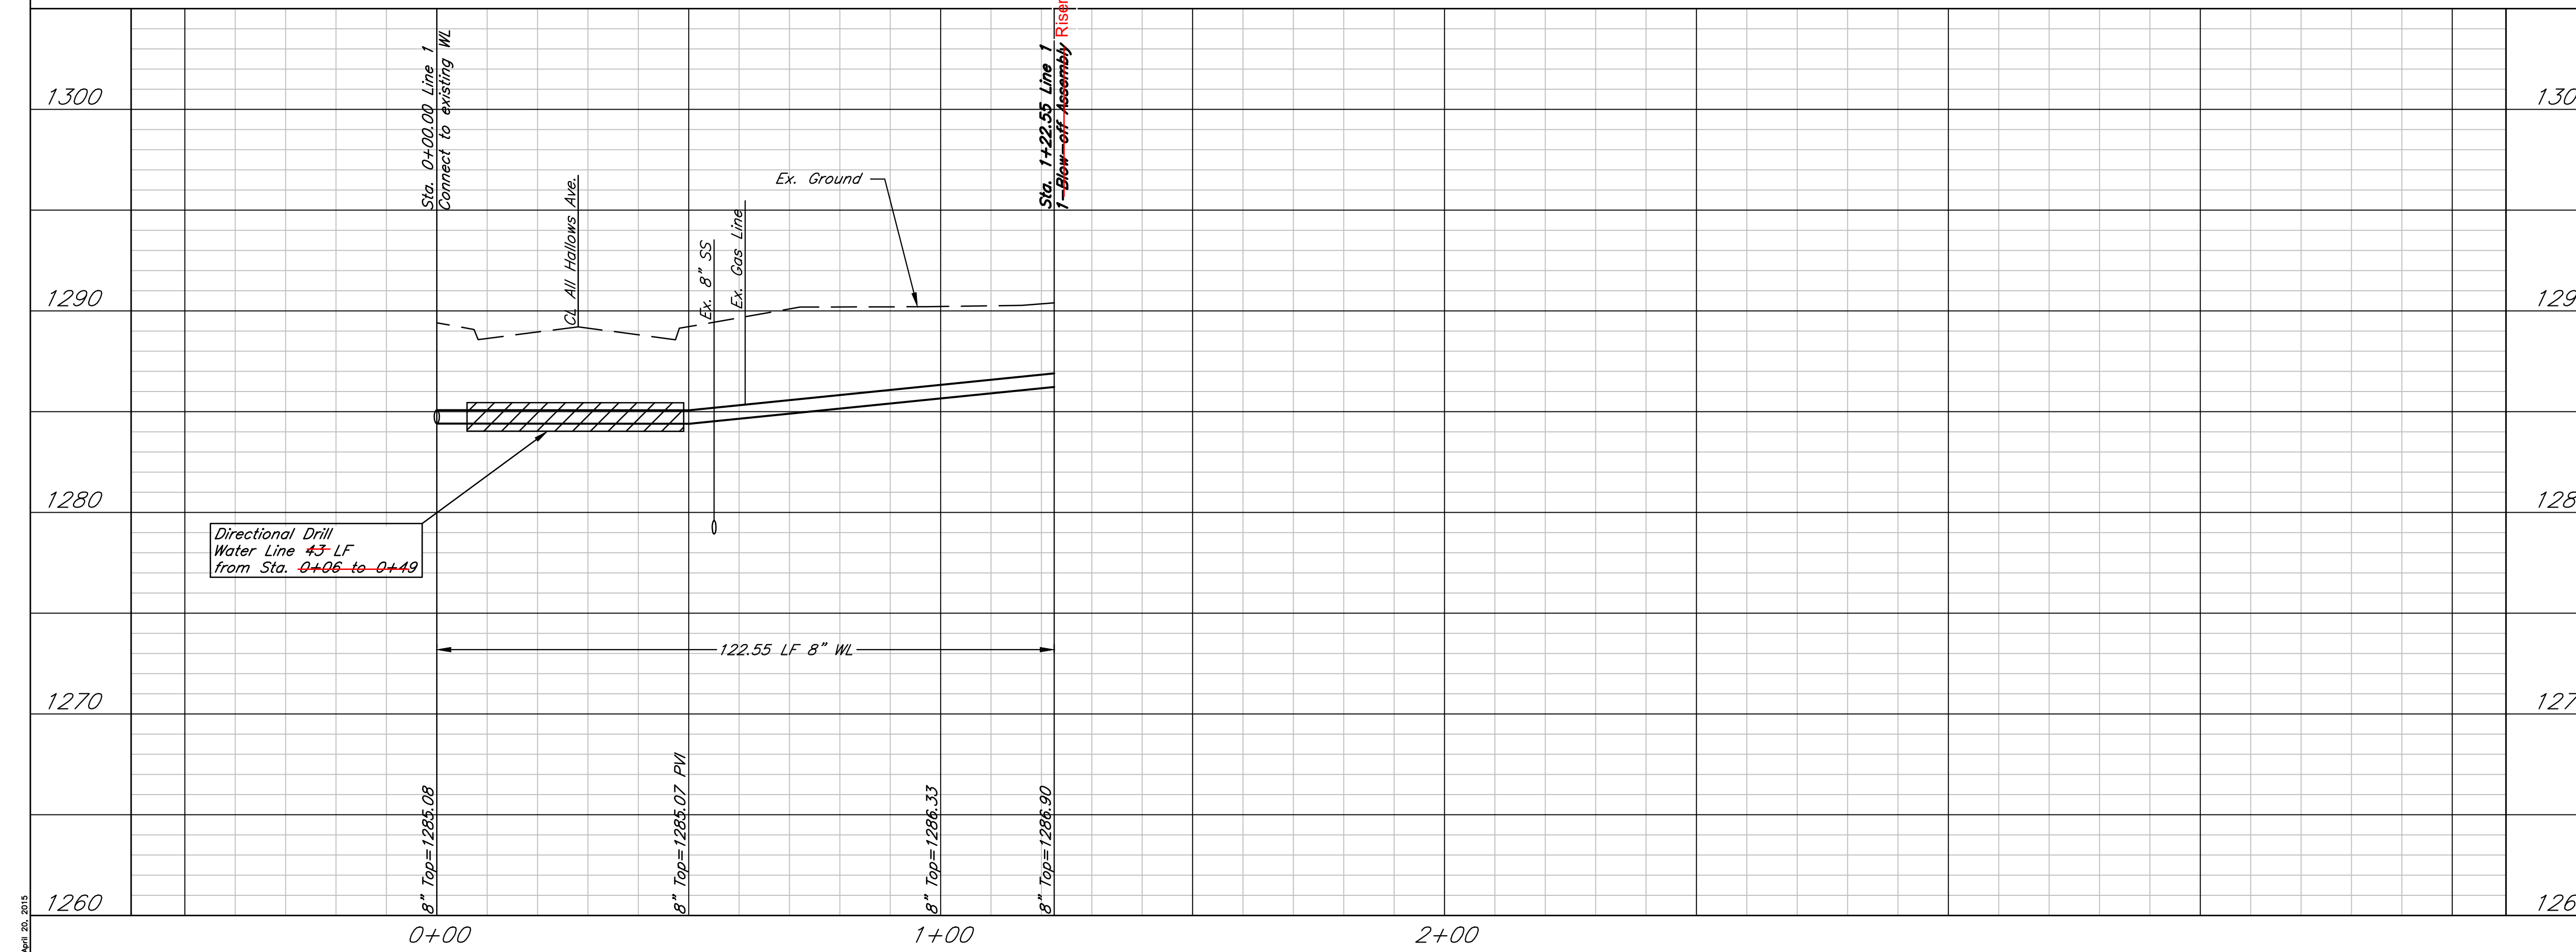 Riser
Sta. 0+00.00 Line 1
Connect to existing WL
Sta. 1+22.55 Line 1
1-Blow-off Assembly
1300
130
CL All Hallows Ave.
Ex. 8" SS
Ex. Gas Line
Ex. Ground
1290
129
1280
128
Directional Drill
Water Line 43 LF
from Sta. 0+06 to 0+49
122.55 LF 8" WL
1270
127
8" Top=1285.08
8" Top=1285.07 PVI
8" Top=1286.33
8" Top=1286.90
1260
126
0+00
1+00
2+00
April 20, 2015